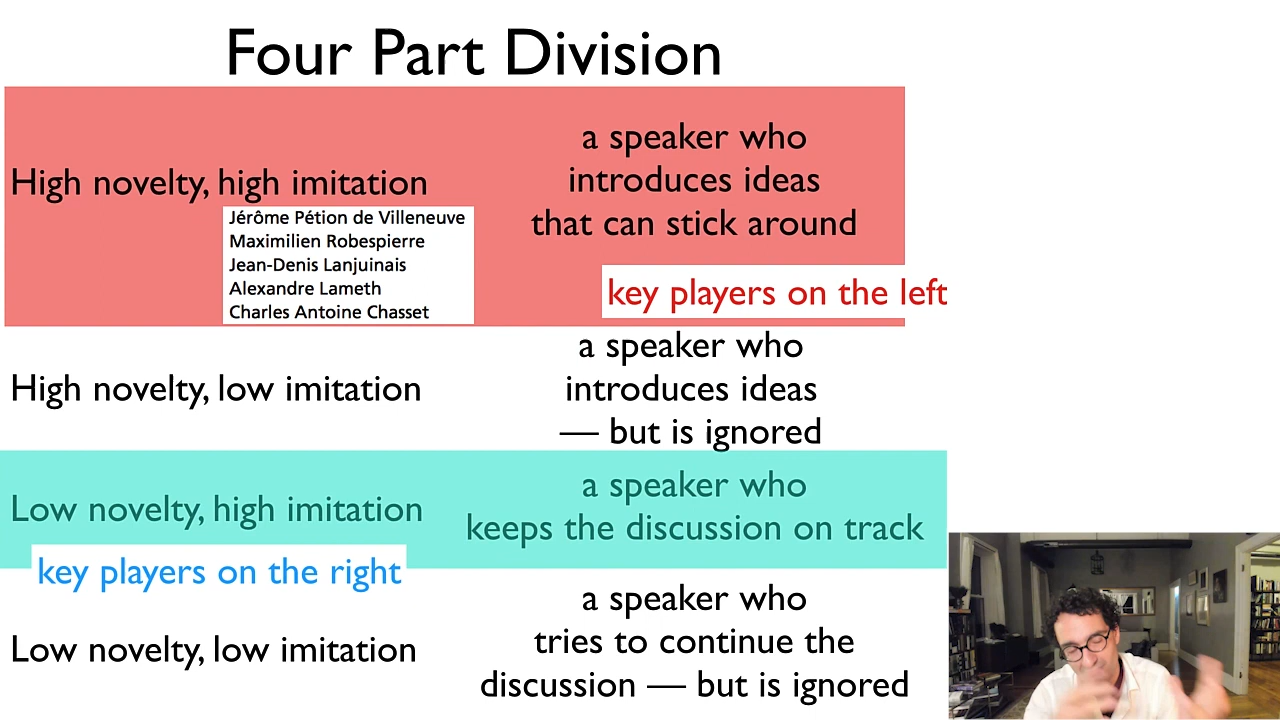 Four Part Division
High novelty, high imitation
a speaker who
introduces ideas
that can stick around
Jérôme Pétion de Villeneuve
Maximilien Robespierre
Jean-Denis Lanjuinais
Alexandre Lameth
Charles Antoine Chasset
key players on the left
High novelty, low imitation
a speaker who
introduces ideas
— but is ignored
Low novelty, high imitation
a speaker who
keeps the discussion on track
key players on the right
Low novelty, low imitation
a speaker who
tries to continue the
discussion — but is ignored